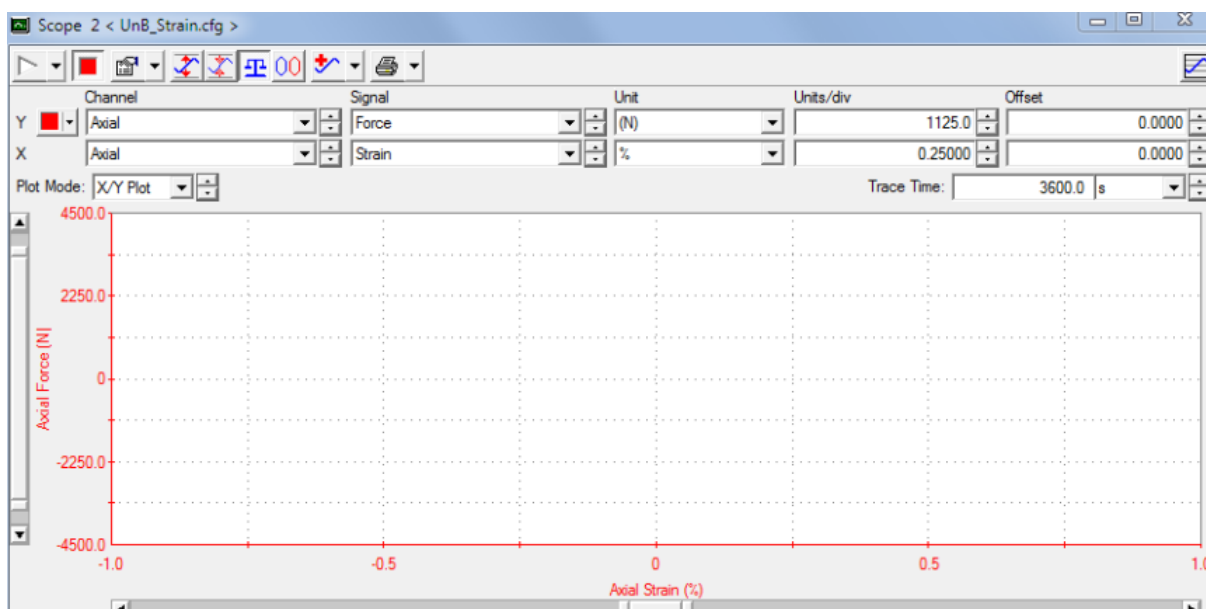 Scope 2 < UnB_Strain.cfg >
Channel Signal Unit Units/div Offset
Y Axial Force (N) 1125.0 0.0000
X Axial Strain % 0.25000 0.0000
Plot Mode: X/Y Plot Trace Time: 3600.0 s
4500.0
2250.0
0
-2250.0
-4500.0
Axial Force (N)
-1.0 -0.5 0 0.5 1.0
Axial Strain (%)